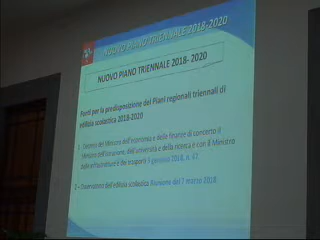 NUOVO PIANO TRIENNALE 2018-2020
NUOVO PIANO TRIENNALE 2018- 2020
Fonti per la predisposizione dei Piani regionali triennali di
edilizia scolastica 2018-2020
1 - Decreto del Ministro dell'economia e delle finanze di concerto il
Ministro dell'istruzione, dell'università e della ricerca e con il Ministro
delle infrastrutture e dei trasporti 3 gennaio 2018, n. 47
2 – Osservatorio dell'edilizia scolastica Riunione del 7 marzo 2018